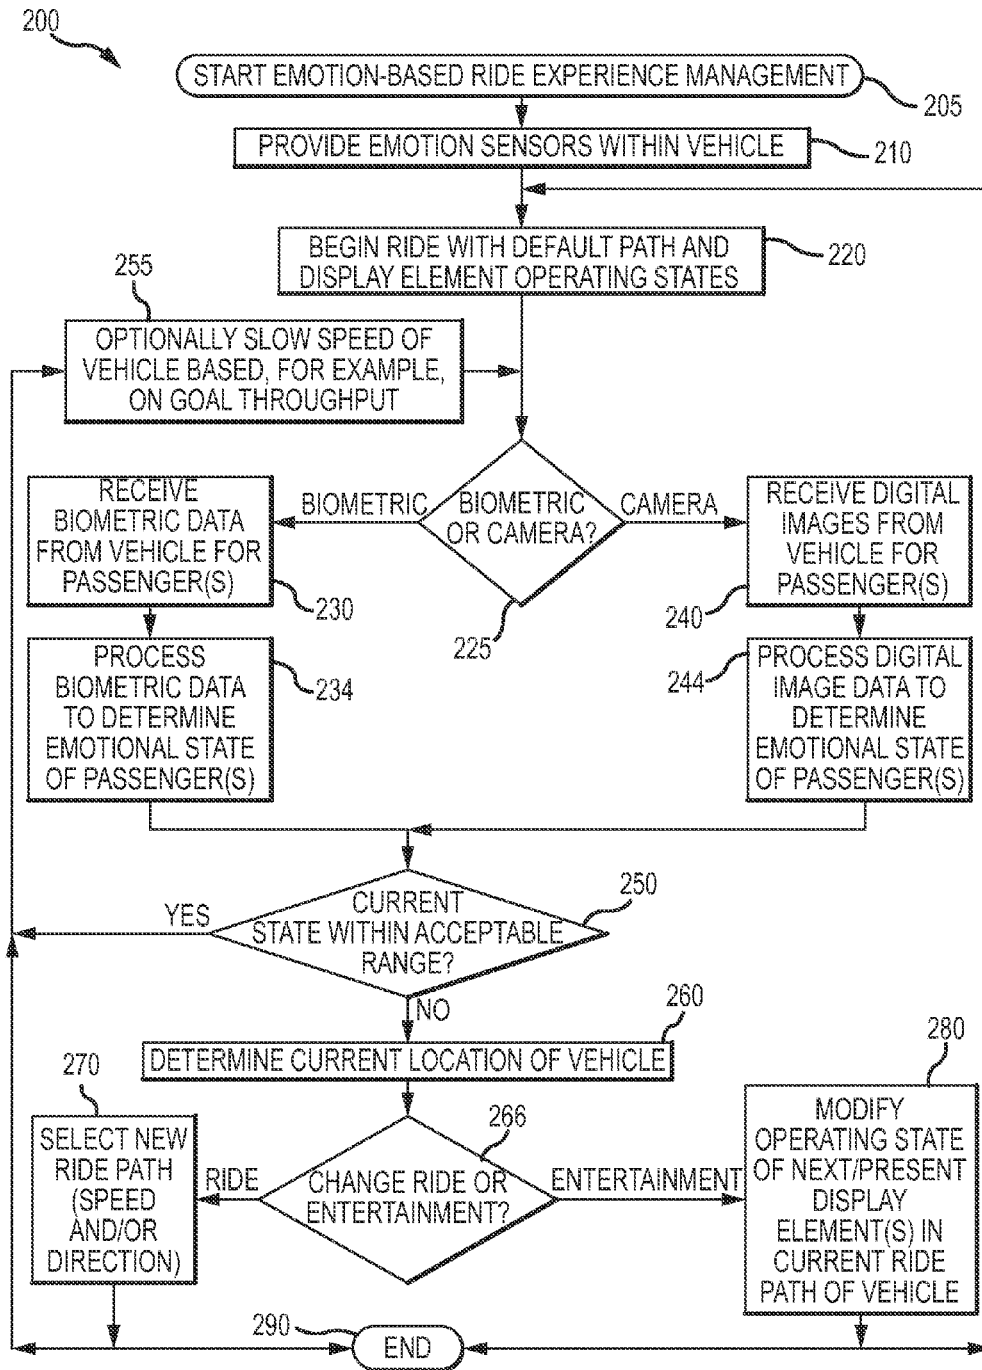 200
START EMOTION-BASED RIDE EXPERIENCE MANAGEMENT
205
PROVIDE EMOTION SENSORS WITHIN VEHICLE
210
BEGIN RIDE WITH DEFAULT PATH AND
DISPLAY ELEMENT OPERATING STATES
220
255
OPTIONALLY SLOW SPEED OF
VEHICLE BASED, FOR EXAMPLE,
ON GOAL THROUGHPUT
BIOMETRIC
OR CAMERA?
225
BIOMETRIC
CAMERA
RECEIVE
BIOMETRIC DATA
FROM VEHICLE FOR
PASSENGER(S)
230
RECEIVE DIGITAL
IMAGES FROM
VEHICLE FOR
PASSENGER(S)
240
PROCESS
BIOMETRIC DATA
TO DETERMINE
EMOTIONAL STATE
OF PASSENGER(S)
234
PROCESS DIGITAL
IMAGE DATA TO
DETERMINE
EMOTIONAL STATE
OF PASSENGER(S)
244
CURRENT
STATE WITHIN ACCEPTABLE
RANGE?
250
YES
NO
DETERMINE CURRENT LOCATION OF VEHICLE
260
CHANGE RIDE OR
ENTERTAINMENT?
266
RIDE
ENTERTAINMENT
270
SELECT NEW
RIDE PATH
(SPEED
AND/OR
DIRECTION)
280
MODIFY
OPERATING STATE
OF NEXT/PRESENT
DISPLAY
ELEMENT(S) IN
CURRENT RIDE
PATH OF VEHICLE
290
END